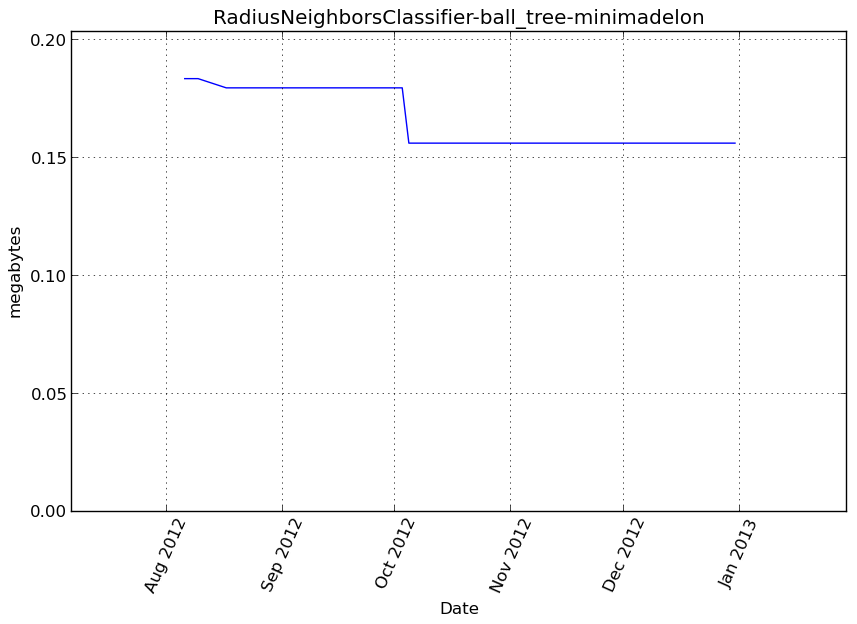 RadiusNeighborsClassifier-ball_tree-minimadelon
0.20
0.15
0.10
0.05
0.00
megabytes
Aug 2012
Sep 2012
Oct 2012
Nov 2012
Dec 2012
Jan 2013
Date